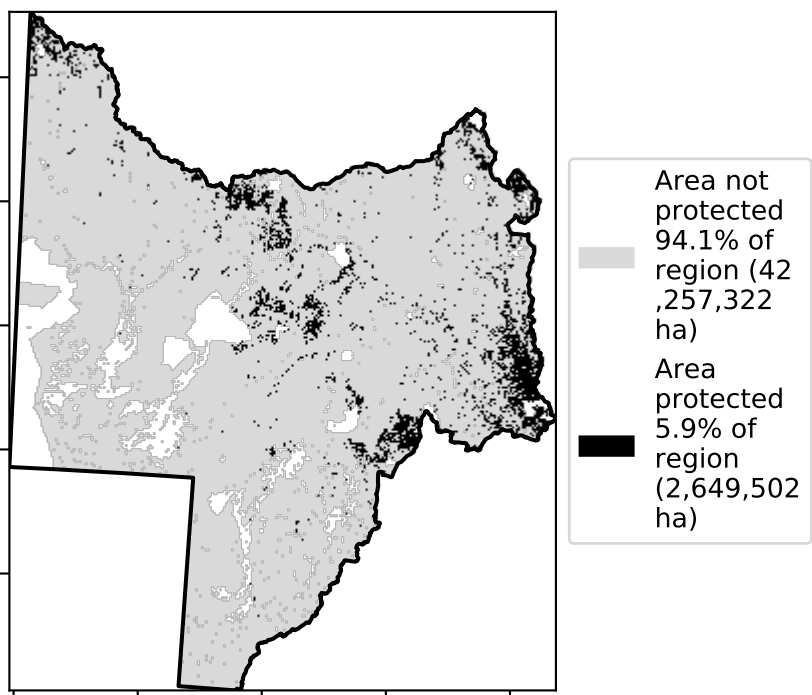 Area not
protected
94.1% of
region (42
,257,322
ha)
Area
protected
5.9% of
region
(2,649,502
ha)